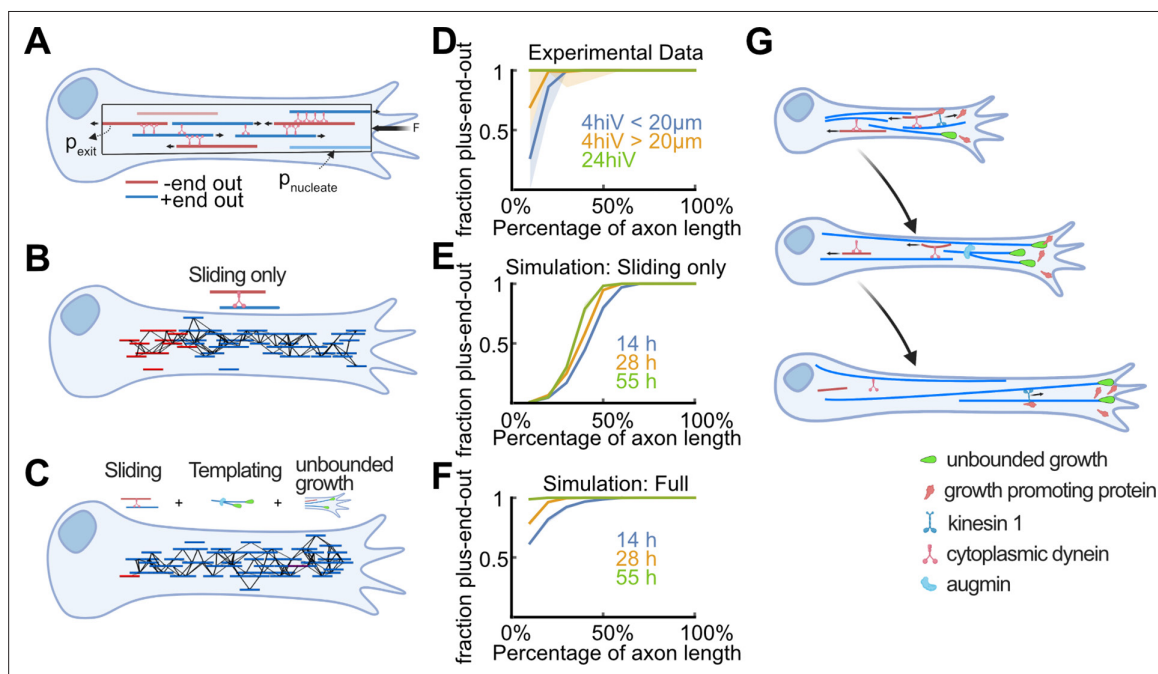 A
p exit
p nucleate
F
-end out
+end out
B
Sliding only
C
Sliding
+
Templating
+
unbounded
growth
D
Experimental Data
fraction plus-end-out
1
0.5
4hiV < 20µm
4hiV > 20µm
24hiV
0%
50%
100%
Percentage of axon length
E
Simulation: Sliding only
fraction plus-end-out
1
0.5
14 h
28 h
55 h
0%
50%
100%
Percentage of axon length
F
Simulation: Full
fraction plus-end-out
1
0.5
14 h
28 h
55 h
0%
50%
100%
Percentage of axon length
G
unbounded growth
growth promoting protein
kinesin 1
cytoplasmic dynein
augmin